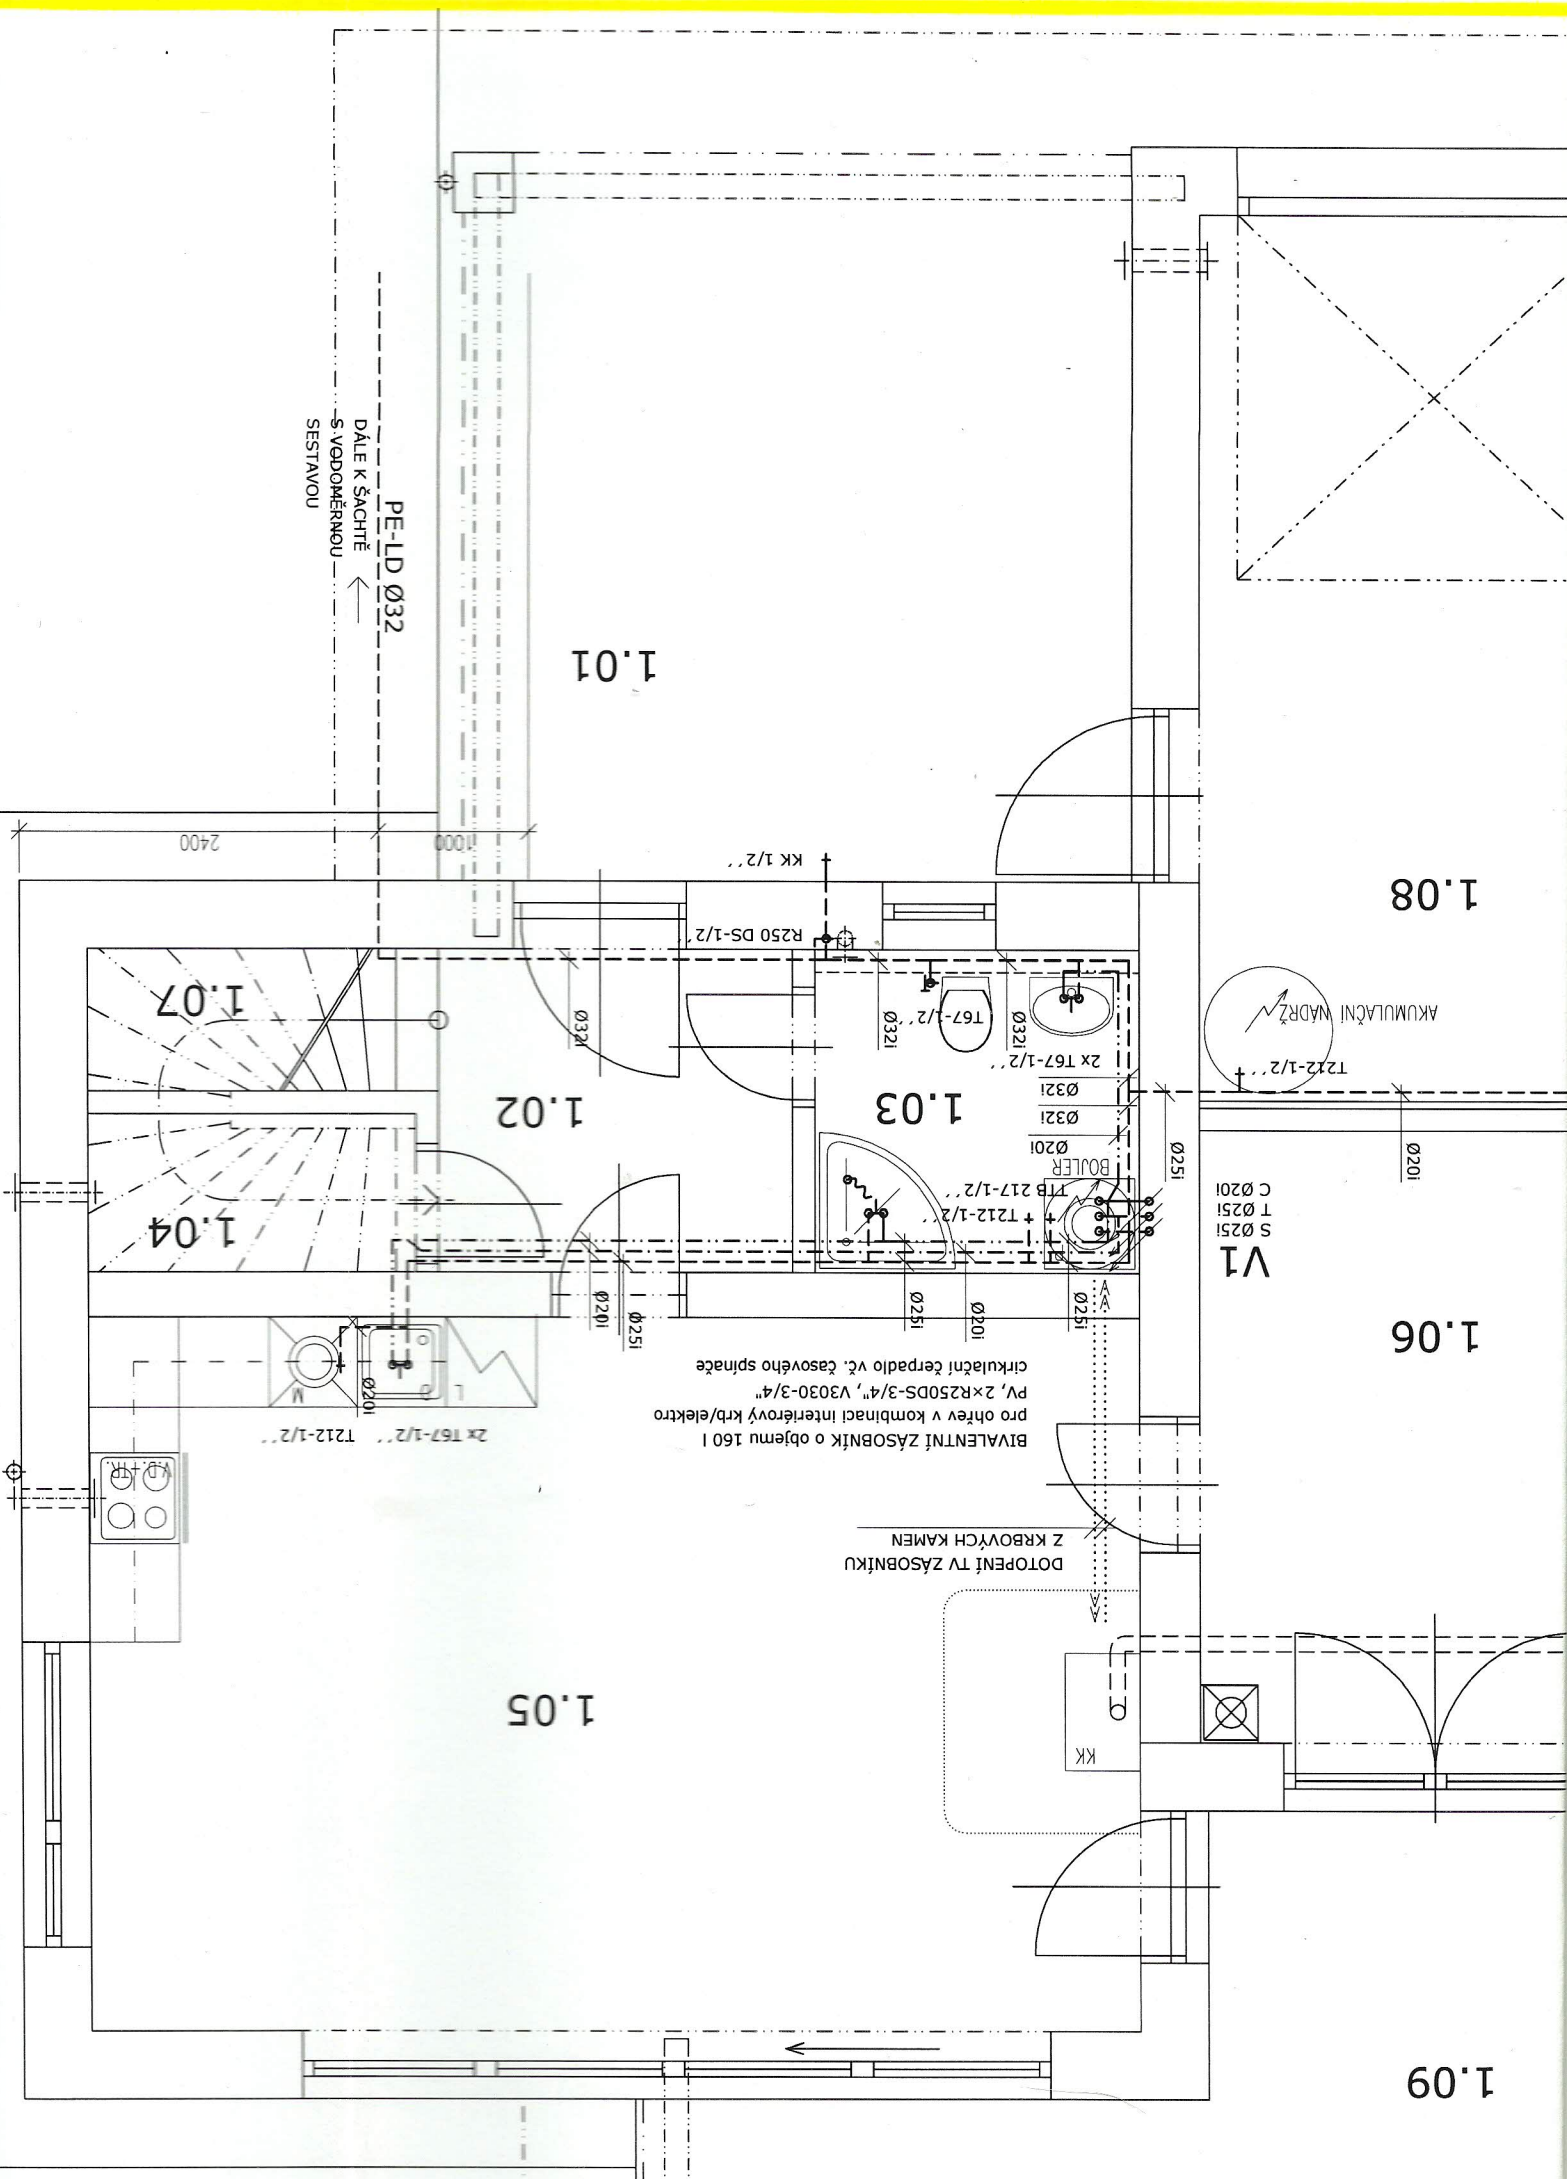 1.09
KK
1.05
DOTOPENÍ TV ZÁSOBNÍKU
Z KRBOVÝCH KAMEN
V.D.+TR.
BIVALENTNÍ ZÁSOBNÍK o objemu 160 l
pro ohřev v kombinaci interiérový krb/elektro
PV, 2×R250DS-3/4", V3030-3/4"
cirkulační čerpadlo vč. časového spínače
2x T67-1/2´´
T212-1/2´´
L
M
Ø20i
1.06
Ø25i
Ø20i
Ø25i
Ø25i
Ø20i
V1
S Ø25i
T Ø25i
C Ø20i
1.04
T212-1/2´´
TTB 217-1/2´´
BOJLER
Ø20i
Ø32i
Ø32i
Ø25i
Ø20i
1.03
1.02
T212-1/2´´
2x T67-1/2´´
T67-1/2´´
AKUMULAČNÍ NÁDRŽ
Ø32i
Ø32i
Ø32i
1.07
R250 DS-1/2´´
KK 1/2´´
1.08
1000
2400
1.01
PE-LD Ø32
DÁLE K ŠACHTĚ
S VODOMĚRNOU
SESTAVOU